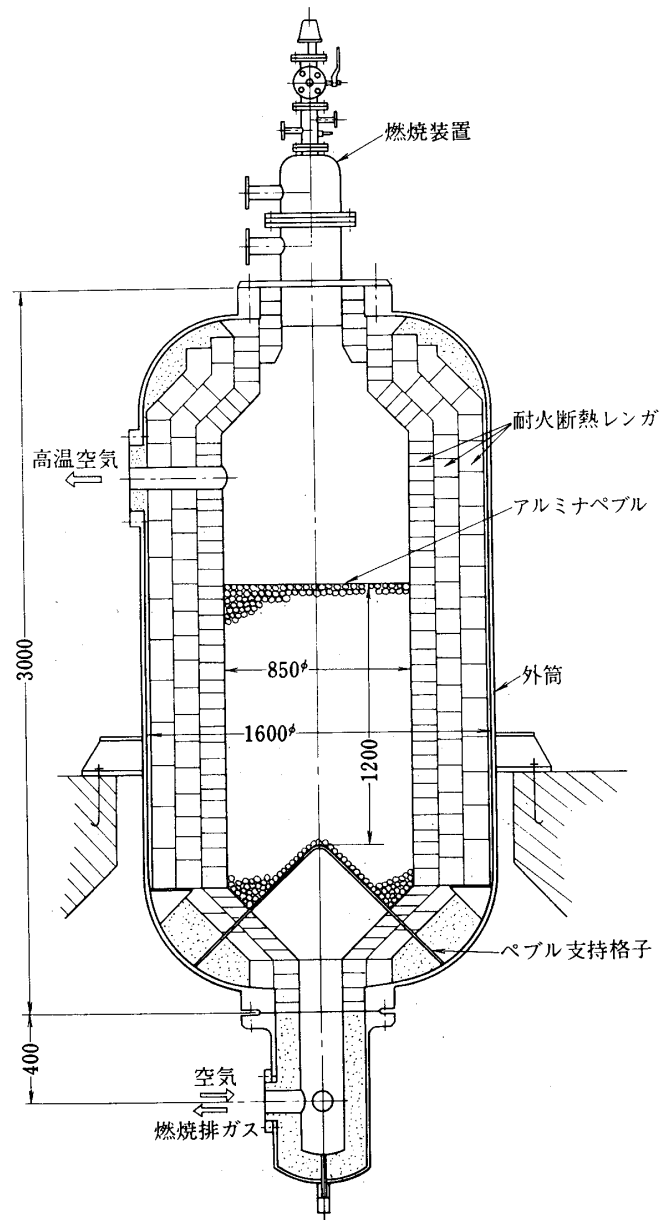 燃焼装置
耐火断熱レンガ
高温空気
アルミナペブル
3000
850φ
外筒
1600φ
1200
ペブル支持格子
400
空気
燃焼排ガス